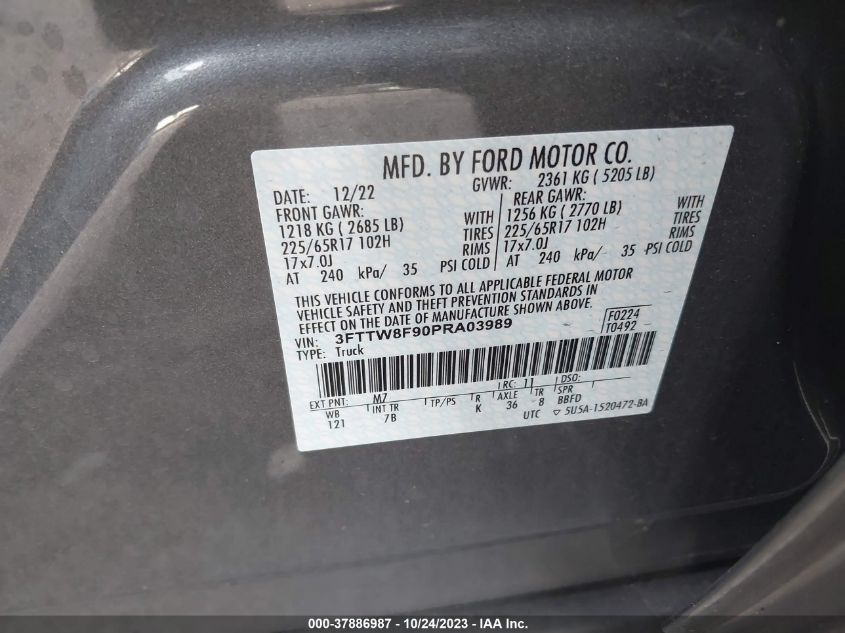 MFD. BY FORD MOTOR CO.
DATE: 12/22 GVWR: 2361 KG ( 5205 LB)
FRONT GAWR: REAR GAWR:
1218 KG ( 2685 LB) WITH 1256 KG ( 2770 LB) WITH
225/65R17 102H TIRES 225/65R17 102H TIRES
17x7.0J RIMS 17x7.0J RIMS
AT 240 kPa/ 35 PSI COLD AT 240 kPa/ 35 PSI COLD
THIS VEHICLE CONFORMS TO ALL APPLICABLE FEDERAL MOTOR
VEHICLE SAFETY AND THEFT PREVENTION STANDARDS IN
EFFECT ON THE DATE OF MANUFACTURE SHOWN ABOVE.
VIN: 3FTTW8F90PRA03989 F0224
TYPE: Truck T0492
EXT PNT: M7 RC: 11 DSO:
WB INT TR TP/PS R AXLE TR SPR
121 7B K 36 8 BBFD
UTC ▽ 5U5A-1520472-BA
000-37886987 - 10/24/2023 - IAAI Inc.